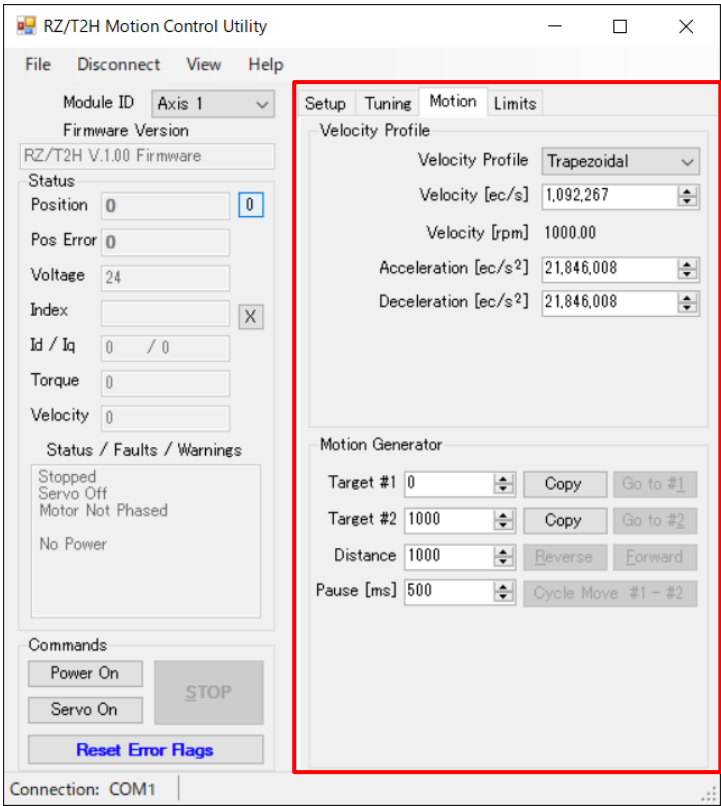 RZ/T2H Motion Control Utility
File Disconnect View Help
Module ID Axis 1
Firmware Version
RZ/T2H V.1.00 Firmware
Status
Position 0 0
Pos Error 0
Voltage 24
Index X
Id / Iq 0 / 0
Torque 0
Velocity 0
Status / Faults / Warnings
Stopped
Servo Off
Motor Not Phased
No Power
Commands
Power On
Servo On
STOP
Reset Error Flags
Setup Tuning Motion Limits
Velocity Profile
Velocity Profile Trapezoidal
Velocity [ec/s] 1,092,267
Velocity [rpm] 1000.00
Acceleration [ec/s²] 21,846,008
Deceleration [ec/s²] 21,846,008
Motion Generator
Target #1 0 Copy Go to #1
Target #2 1000 Copy Go to #2
Distance 1000 Reverse Forward
Pause [ms] 500 Cycle Move #1 - #2
Connection: COM1